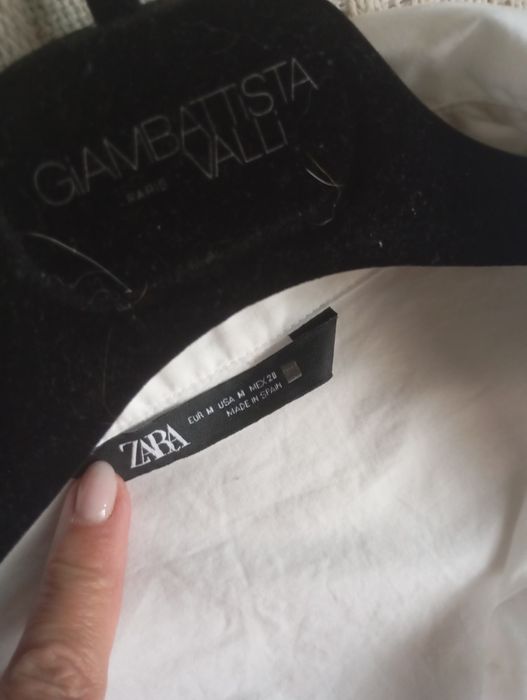 GiAMBATTISTA
VALLi
PARIS
ZARA
EUR M USA M MEX 28
MADE IN SPAIN